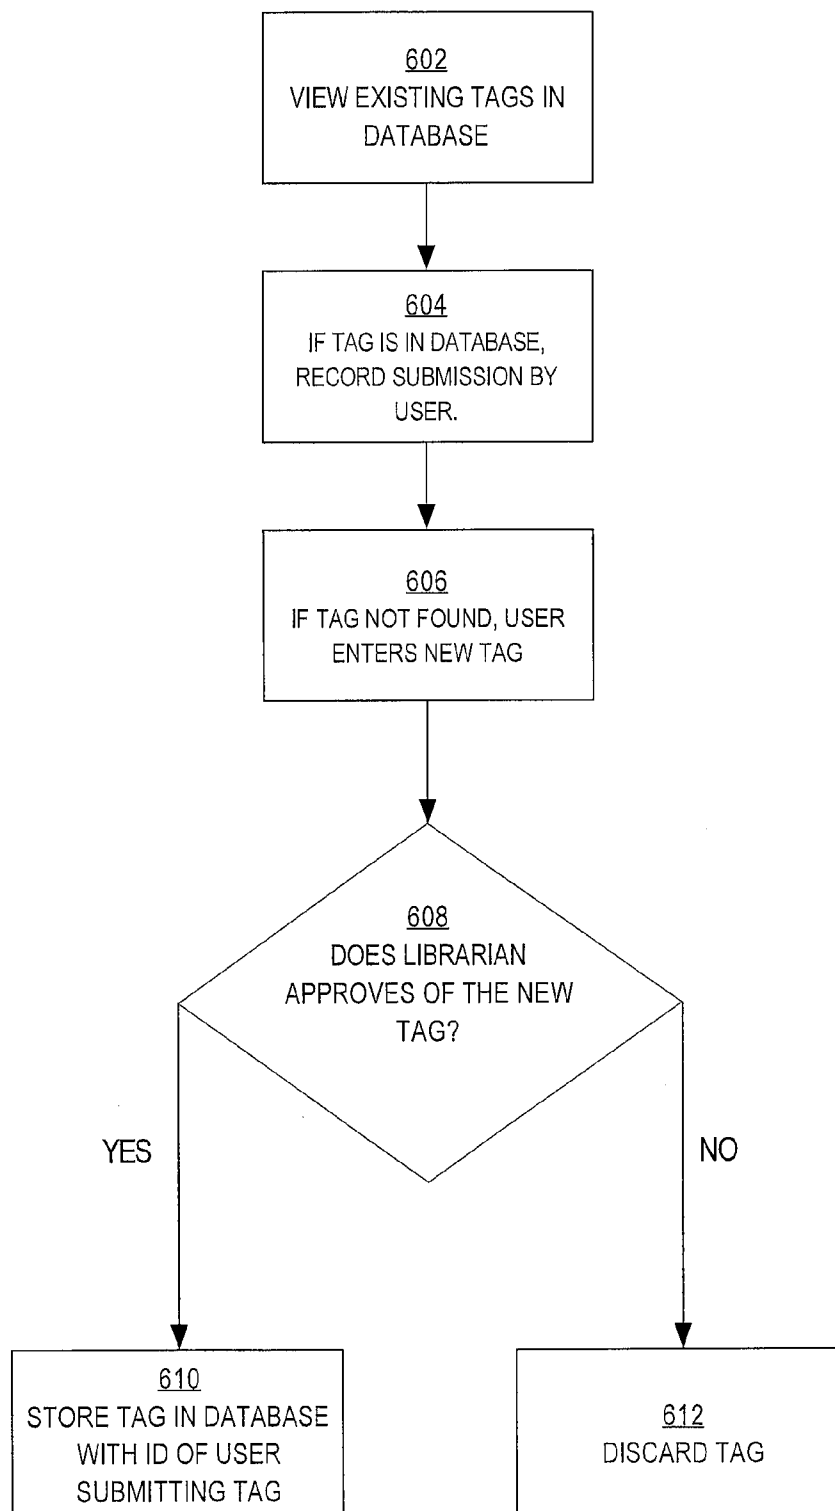 602
VIEW EXISTING TAGS IN
DATABASE
604
IF TAG IS IN DATABASE,
RECORD SUBMISSION BY
USER.
606
IF TAG NOT FOUND, USER
ENTERS NEW TAG
608
DOES LIBRARIAN
APPROVES OF THE NEW
TAG?
YES
NO
610
STORE TAG IN DATABASE
WITH ID OF USER
SUBMITTING TAG
612
DISCARD TAG